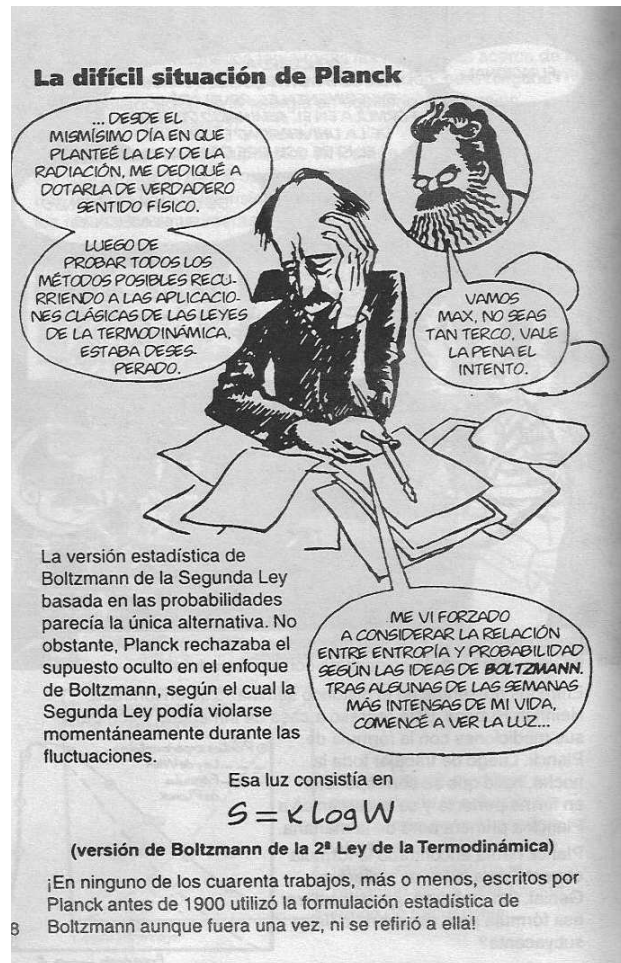 La difícil situación de Planck
... DESDE EL
MISMÍSIMO DÍA EN QUE
PLANTEÉ LA LEY DE LA
RADIACIÓN, ME DEDIQUÉ A
DOTARLA DE VERDADERO
SENTIDO FÍSICO.
LUEGO DE
PROBAR TODOS LOS
MÉTODOS POSIBLES RECU-
RRIENDO A LAS APLICACIO-
NES CLÁSICAS DE LAS LEYES
DE LA TERMODINÁMICA,
ESTABA DESES-
PERADO.
VAMOS
MAX, NO SEAS
TAN TERCO, VALE
LA PENA EL
INTENTO.
La versión estadística de
Boltzmann de la Segunda Ley
basada en las probabilidades
parecía la única alternativa. No
obstante, Planck rechazaba el
supuesto oculto en el enfoque
de Boltzmann, según el cual la
Segunda Ley podía violarse
momentáneamente durante las
fluctuaciones.
ME VI FORZADO
A CONSIDERAR LA RELACIÓN
ENTRE ENTROPÍA Y PROBABILIDAD
SEGÚN LAS IDEAS DE BOLTZMANN.
TRAS ALGUNAS DE LAS SEMANAS
MÁS INTENSAS DE MI VIDA,
COMENCÉ A VER LA LUZ...
Esa luz consistía en
S = K Log W
(versión de Boltzmann de la 2ª Ley de la Termodinámica)
¡En ninguno de los cuarenta trabajos, más o menos, escritos por
Planck antes de 1900 utilizó la formulación estadística de
8 Boltzmann aunque fuera una vez, ni se refirió a ella!